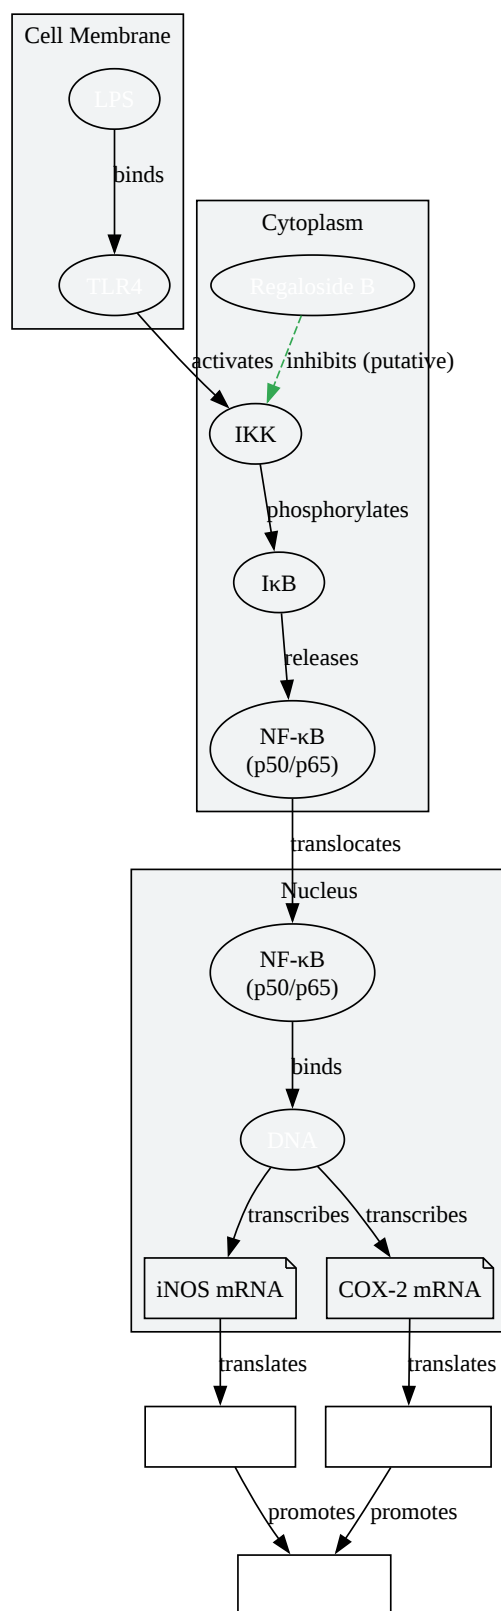 Cell Membrane
LPS
binds
Cytoplasm
TLR4
Regaloside B
activates
inhibits (putative)
IKK
phosphorylates
IκB
releases
NF-κB
(p50/p65)
translocates
Nucleus
NF-κB
(p50/p65)
binds
DNA
transcribes
transcribes
iNOS mRNA
COX-2 mRNA
translates
translates
promotes
promotes